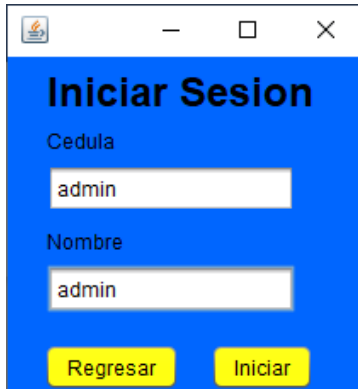 Iniciar Sesion
Cedula
admin
Nombre
admin
Regresar Iniciar